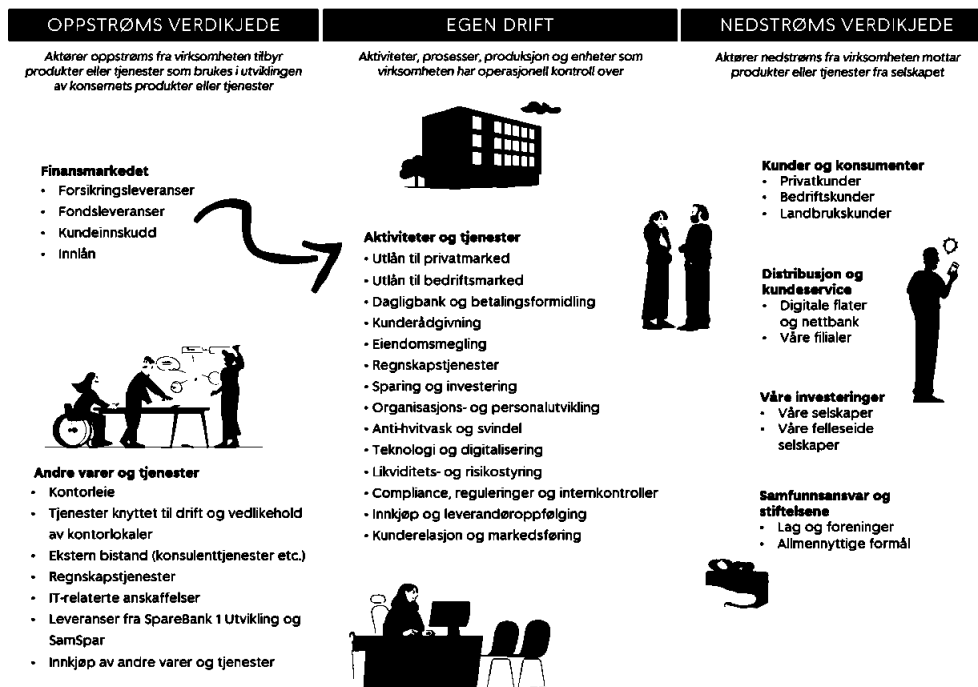 OPPSTRØMS VERDIKJEDE
Aktører oppstrøms fra virksomheten tilbyr
produkter eller tjenester som brukes i utviklingen
av konsernets produkter eller tjenester
Finansmarkedet
• Forsikringsleveranser
• Fondsleveranser
• Kundeinnskudd
• Innlån
Andre varer og tjenester
• Kontorleie
• Tjenester knyttet til drift og vedlikehold
av kontorlokaler
• Ekstern bistand (konsulenttjenester etc.)
• Regnskapstjenester
• IT-relaterte anskaffelser
• Leveranser fra SpareBank 1 Utvikling og
SamSpar
• Innkjøp av andre varer og tjenester
EGEN DRIFT
Aktiviteter, prosesser, produksjon og enheter som
virksomheten har operasjonell kontroll over
Aktiviteter og tjenester
• Utlån til privatmarked
• Utlån til bedriftsmarked
• Dagligbank og betalingsformidling
• Kunderådgivning
• Eiendomsmegling
• Regnskapstjenester
• Sparing og investering
• Organisasjons- og personalutvikling
• Anti-hvitvask og svindel
• Teknologi og digitalisering
• Likviditets- og risikostyring
• Compliance, reguleringer og internkontroller
• Innkjøp og leverandøroppfølging
• Kunderelasjon og markedsføring
NEDSTRØMS VERDIKJEDE
Aktører nedstrøms fra virksomheten mottar
produkter eller tjenester fra selskapet
Kunder og konsumenter
• Privatkunder
• Bedriftskunder
• Landbrukskunder
Distribusjon og
kundeservice
• Digitale flater
og nettbank
• Våre filialer
Våre investeringer
• Våre selskaper
• Våre felleseide
selskaper
Samfunnsansvar og
stiftelsene
• Lag og foreninger
• Allmennyttige formål